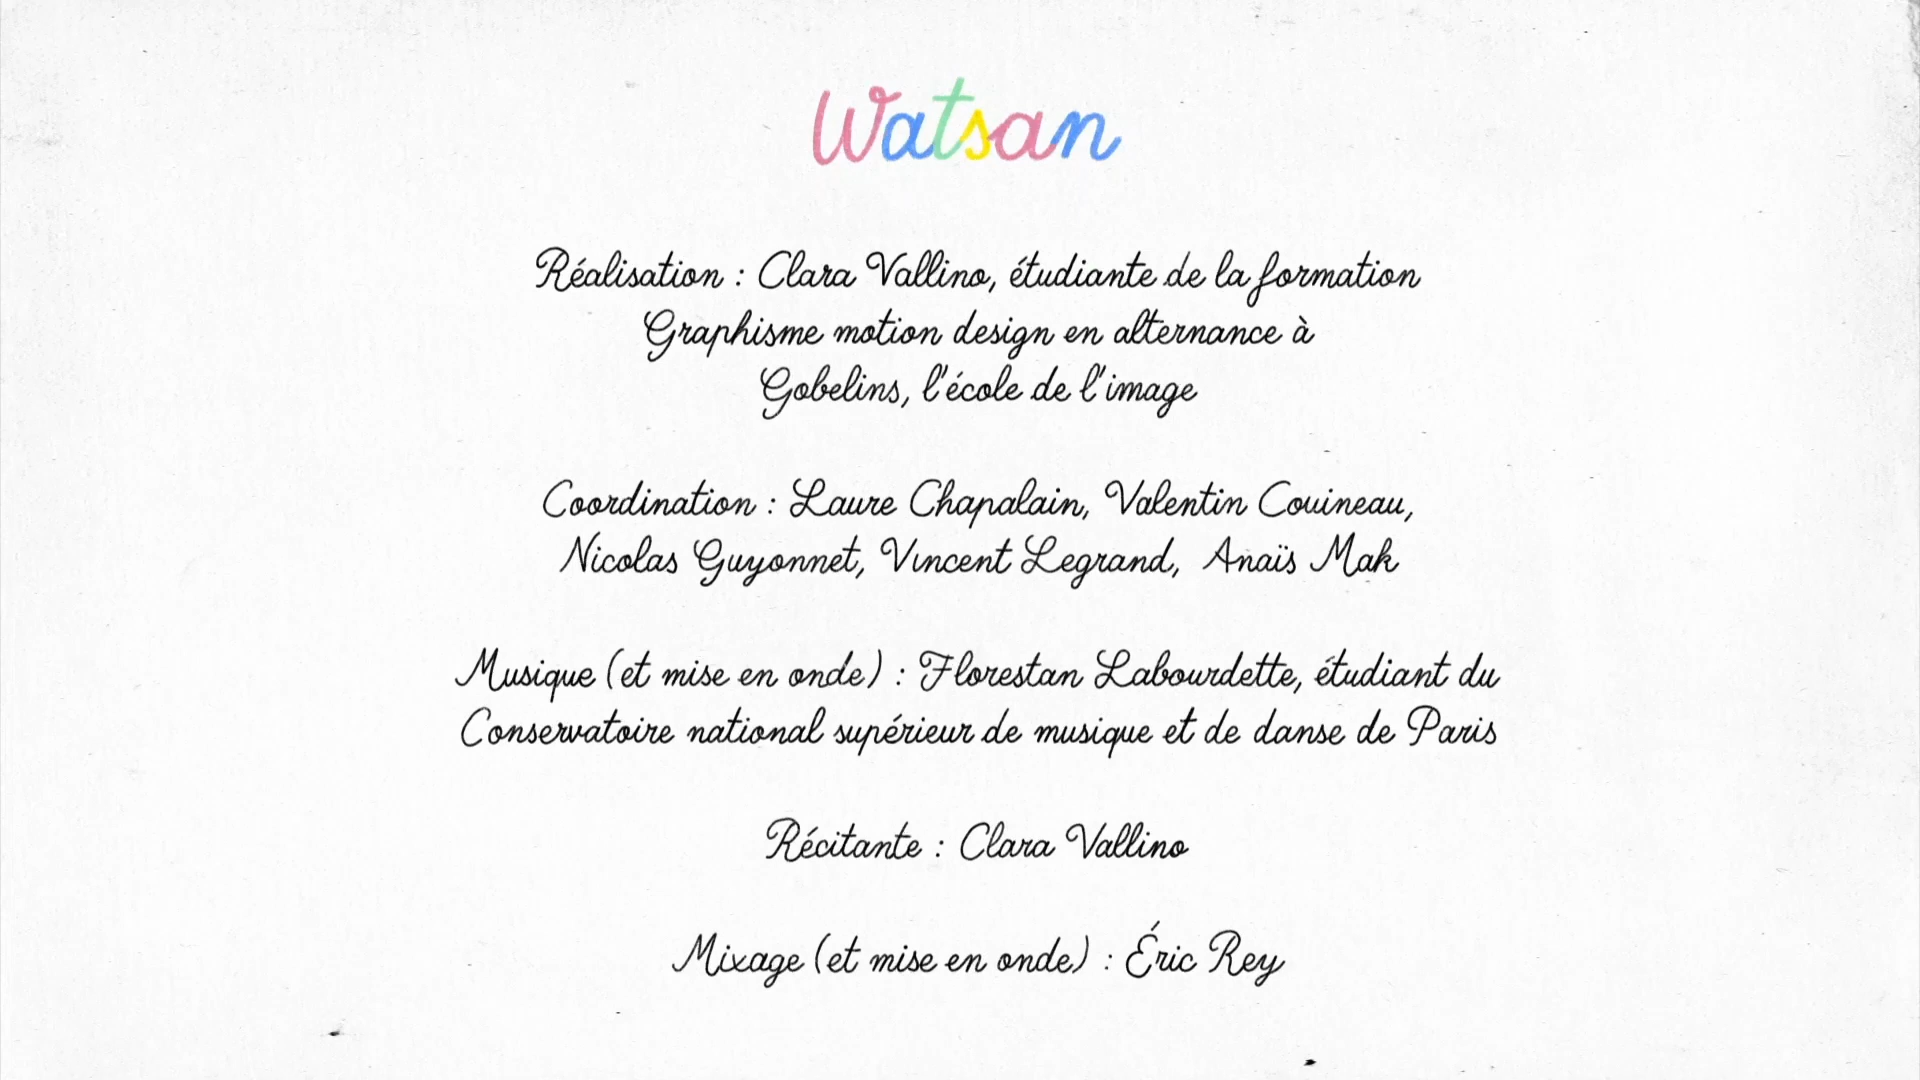 Watsan
Réalisation : Clara Vallino, étudiante de la formation
Graphisme motion design en alternance à
Gobelins, l'école de l'image
Coordination : Laure Chapalain, Valentin Couineau,
Nicolas Guyonnet, Vincent Legrand, Anaïs Mak
Musique (et mise en onde) : Florestan Labourdette, étudiant du
Conservatoire national supérieur de musique et de danse de Paris
Récitante : Clara Vallino
Mixage (et mise en onde) : Éric Rey